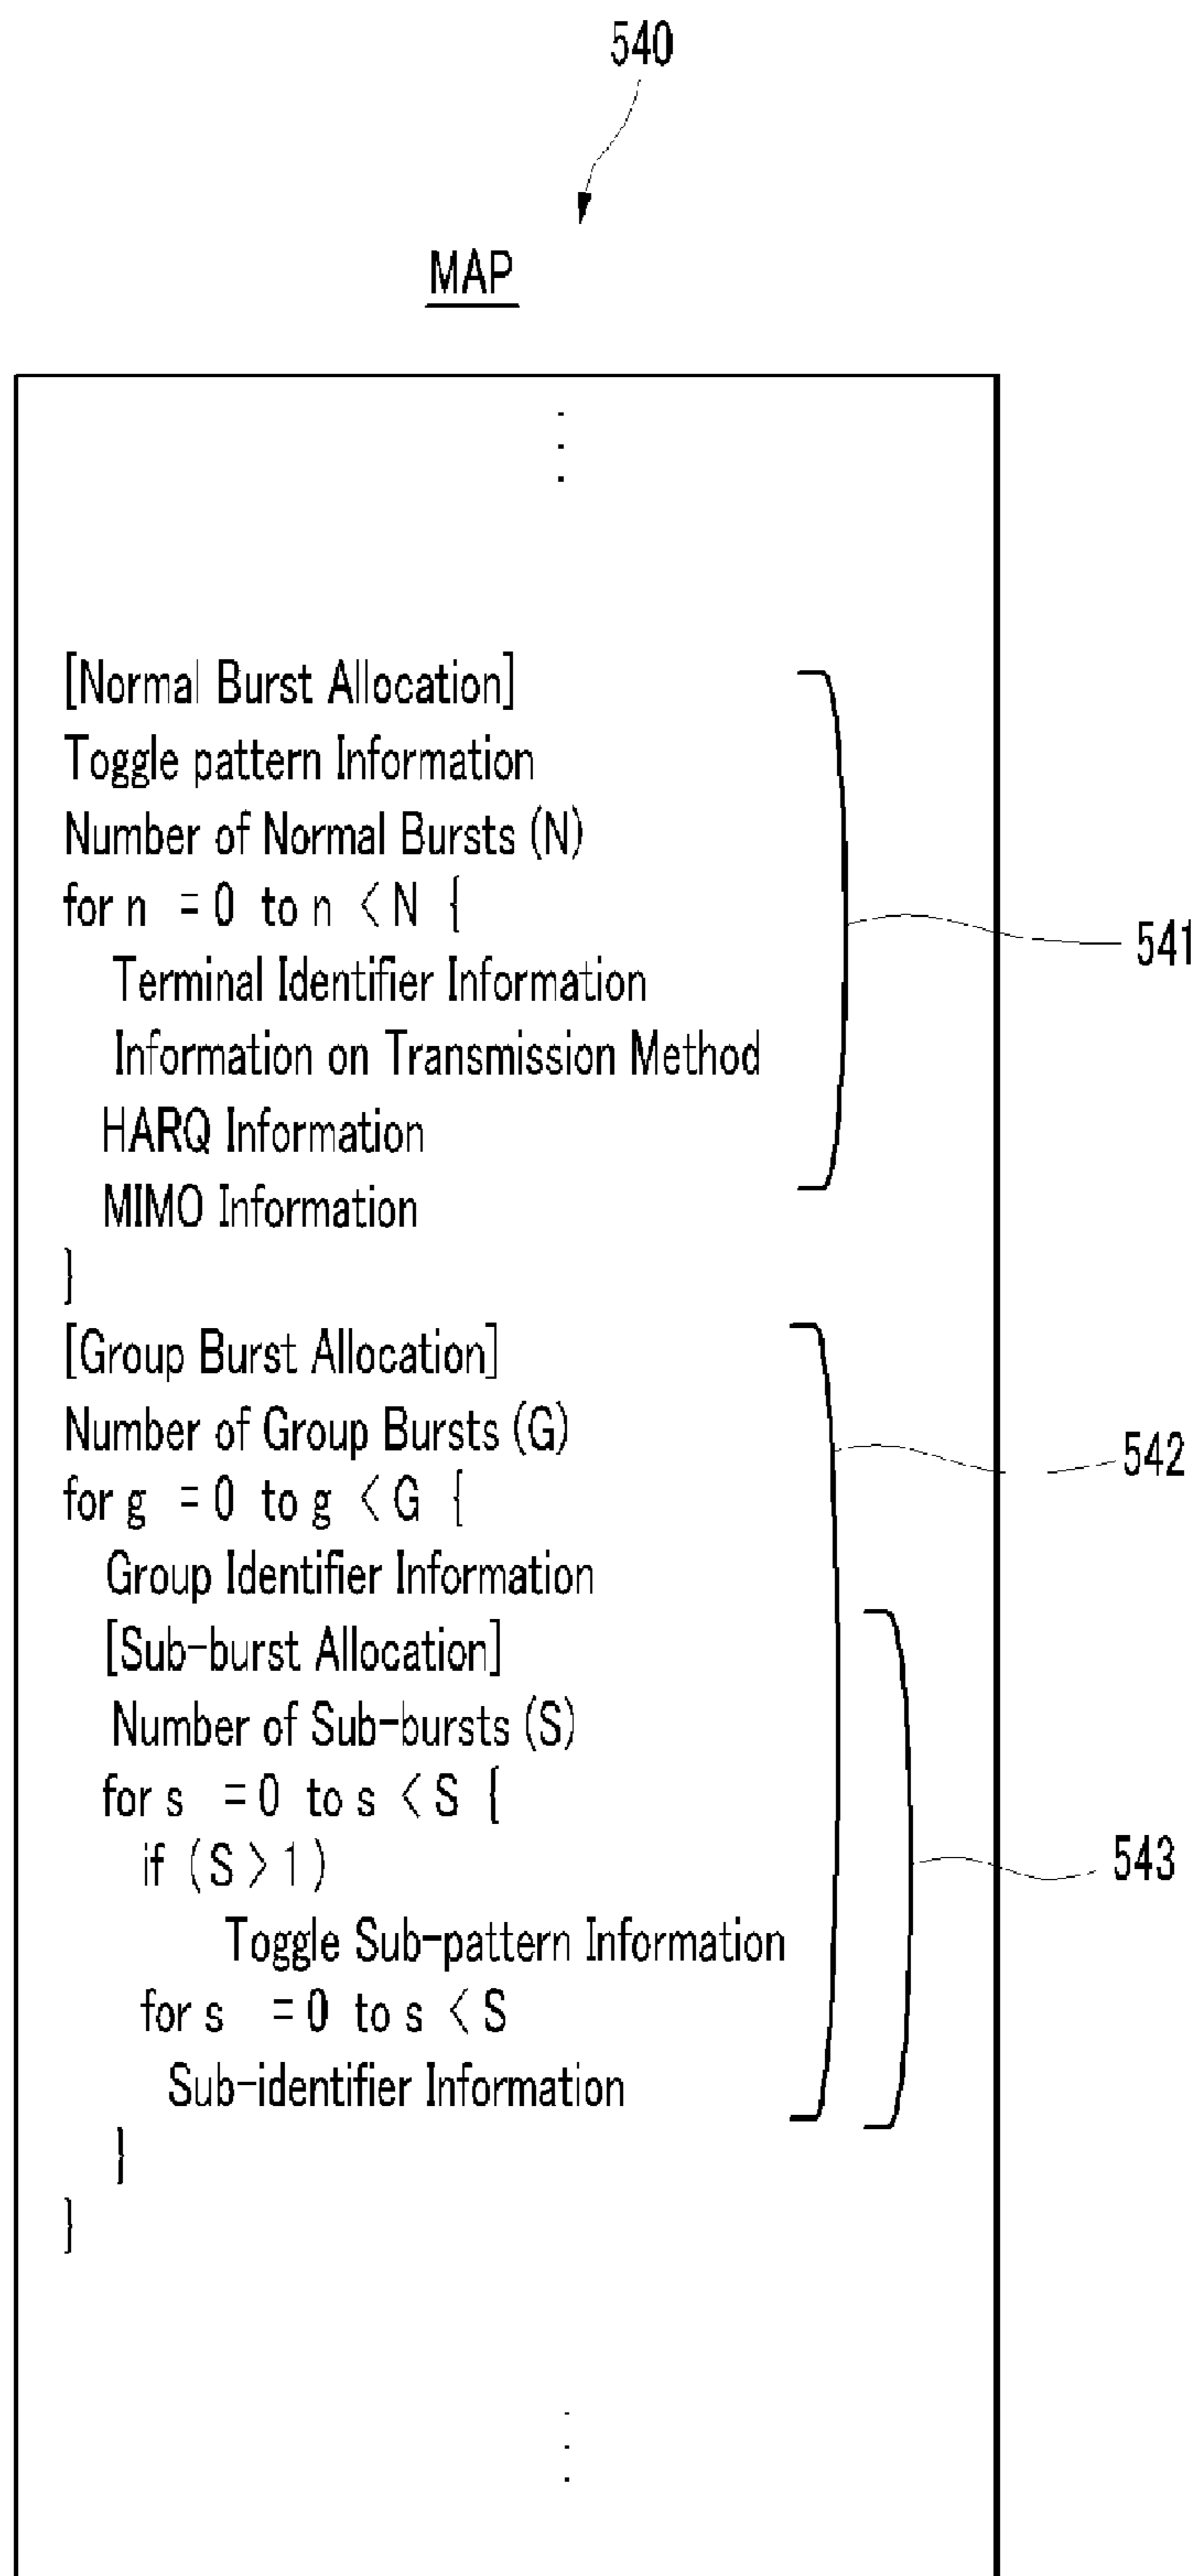 540
MAP
[Normal Burst Allocation]
Toggle pattern Information
Number of Normal Bursts (N)
for n = 0 to n < N {
Terminal Identifier Information
Information on Transmission Method
541
HARQ Information
MIMO Information
}
[Group Burst Allocation]
Number of Group Bursts (G)
542
for g = 0 to g < G {
Group Identifier Information
[Sub-burst Allocation]
Number of Sub-bursts (S)
for s = 0 to s < S {
if (S > 1)
543
Toggle Sub-pattern Information
for s = 0 to s < S
Sub-identifier Information
}
}